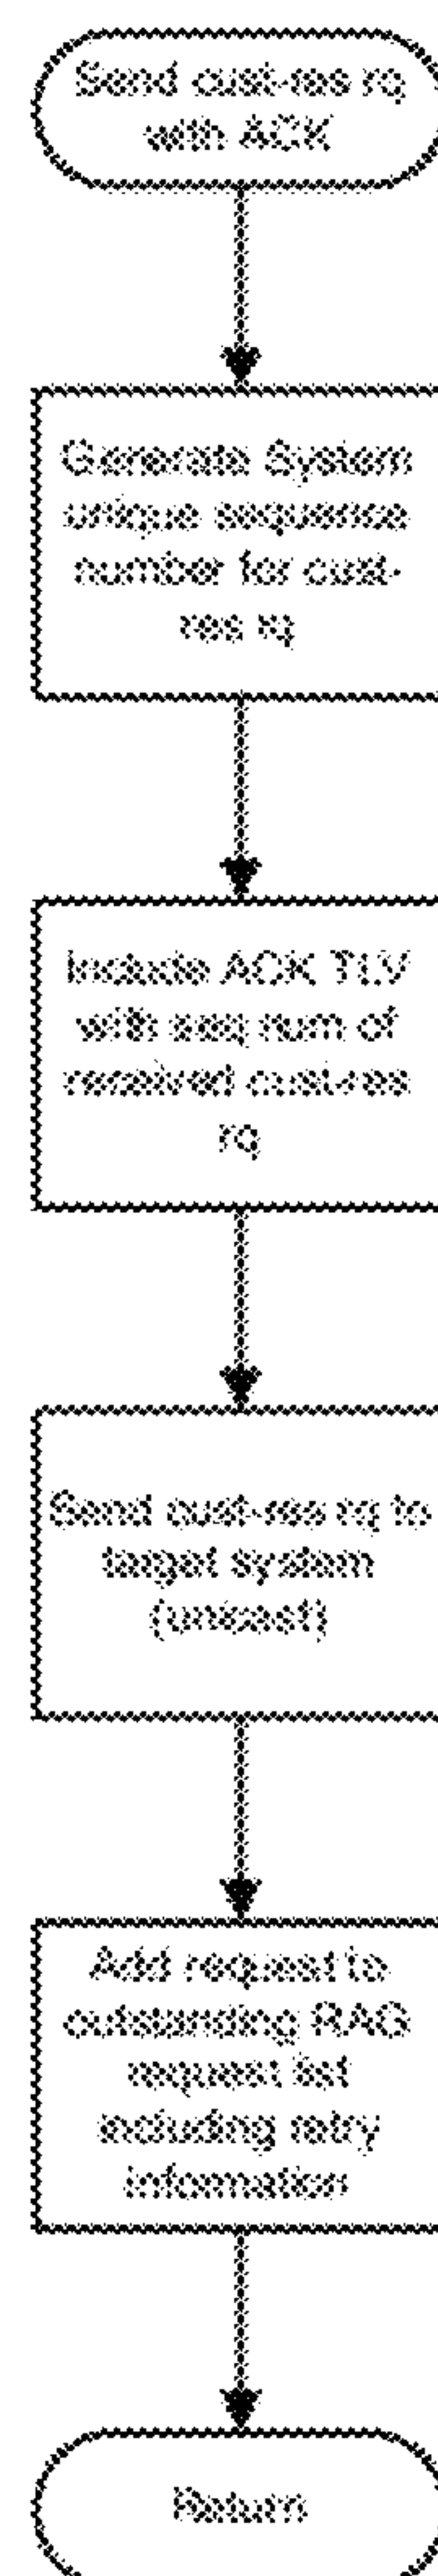 Send cust-res rq
with ACK
Generate System
unique sequence
number for cust-
res rq
Include ACK TLV
with seq num of
received cust-res
rq
Send cust-res rq to
target system
(unicast)
Add request to
outstanding RAG
request list
including retry
information
Return